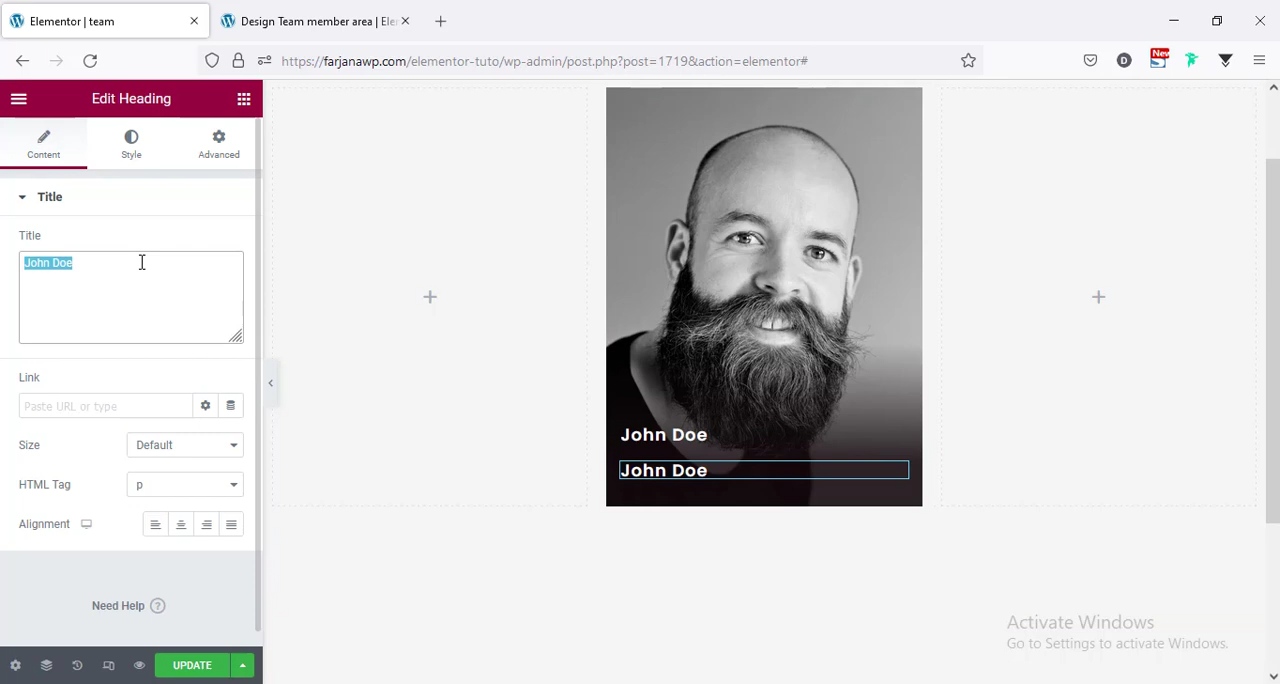 Elementor | team
Design Team member area | Ele
https://farjanawp.com/elementor-tuto/wp-admin/post.php?post=1719&action=elementor#
D
New
Edit Heading
Content
Style
Advanced
Title
Title
John Doe
Link
Paste URL or type
Size
Default
HTML Tag
p
Alignment
Need Help ?
UPDATE
John Doe
John Doe
Activate Windows
Go to Settings to activate Windows.